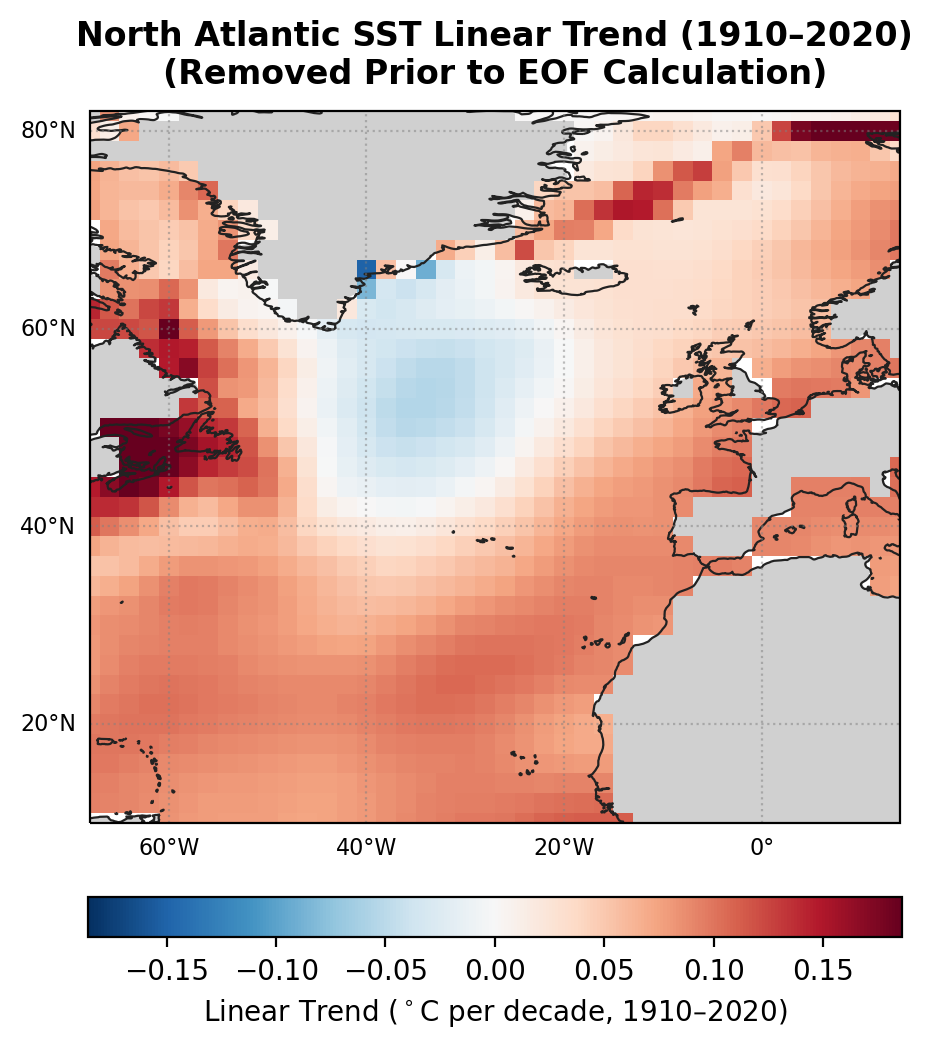 North Atlantic SST Linear Trend (1910–2020)
(Removed Prior to EOF Calculation)
80°N
60°N
40°N
20°N
60°W 40°W 20°W 0°
−0.15 −0.10 −0.05 0.00 0.05 0.10 0.15
Linear Trend (°C per decade, 1910–2020)